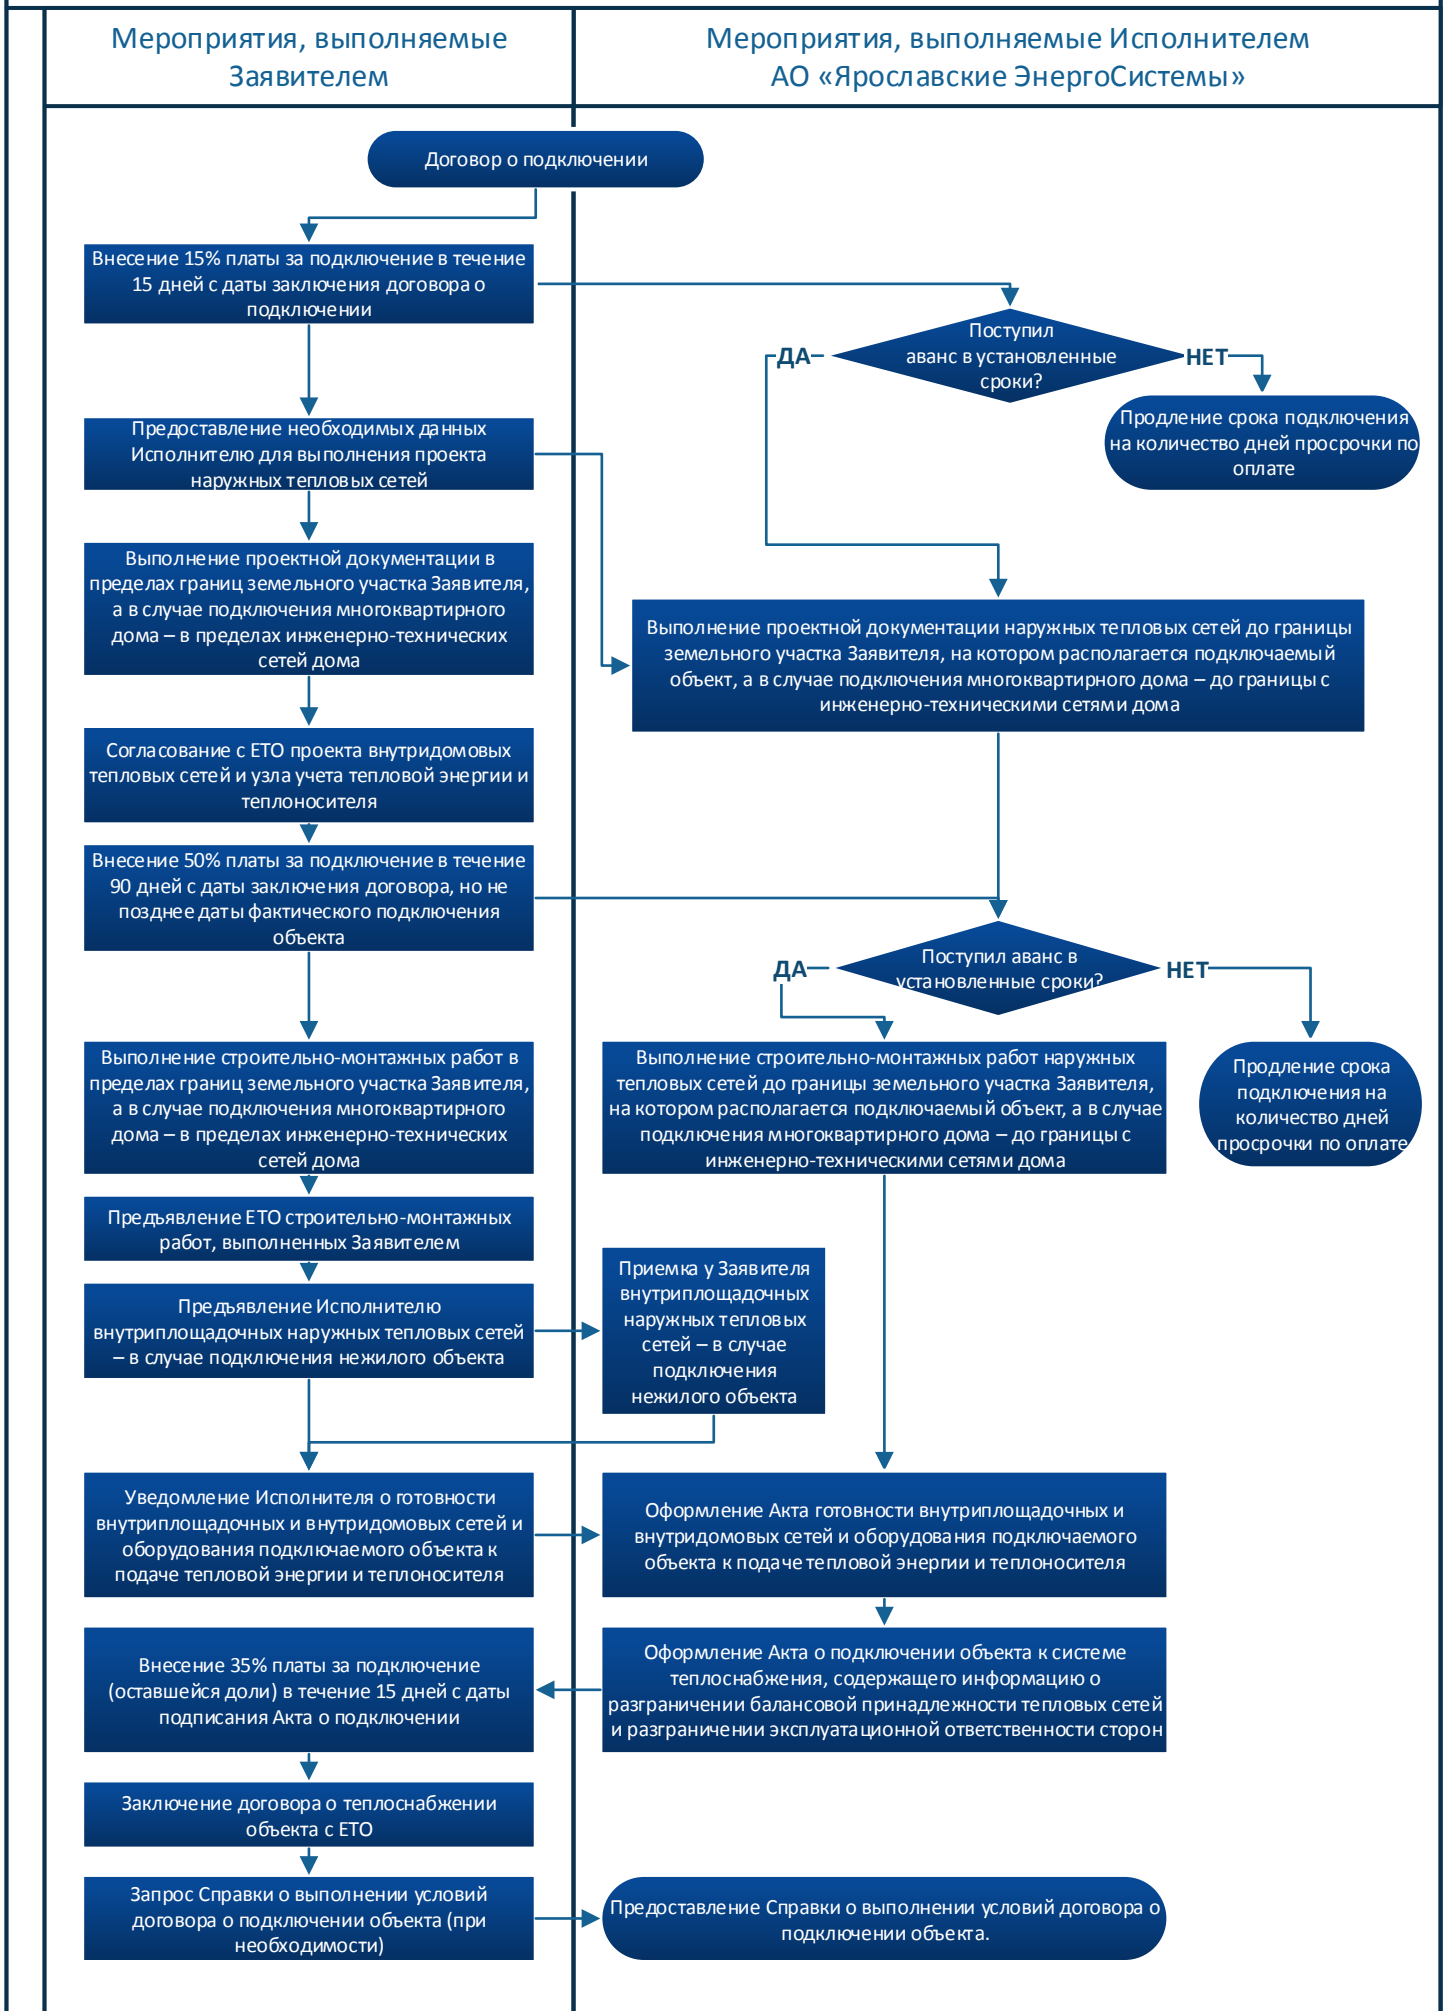 Мероприятия, выполняемые
Заявителем
Мероприятия, выполняемые Исполнителем
АО «Ярославские ЭнергоСистемы»
Договор о подключении
Внесение 15% платы за подключение в течение
15 дней с даты заключения договора о
подключении
Поступил
аванс в установленные
сроки?
ДА
НЕТ
Продление срока подключения
на количество дней просрочки по
оплате
Предоставление необходимых данных
Исполнителю для выполнения проекта
наружных тепловых сетей
Выполнение проектной документации в
пределах границ земельного участка Заявителя,
а в случае подключения многоквартирного
дома – в пределах инженерно-технических
сетей дома
Выполнение проектной документации наружных тепловых сетей до границы
земельного участка Заявителя, на котором располагается подключаемый
объект, а в случае подключения многоквартирного дома – до границы с
инженерно-техническими сетями дома
Согласование с ЕТО проекта внутридомовых
тепловых сетей и узла учета тепловой энергии и
теплоносителя
Внесение 50% платы за подключение в течение
90 дней с даты заключения договора, но не
позднее даты фактического подключения
объекта
Поступил аванс в
установленные сроки?
ДА
НЕТ
Выполнение строительно-монтажных работ в
пределах границ земельного участка Заявителя,
а в случае подключения многоквартирного
дома – в пределах инженерно-технических
сетей дома
Выполнение строительно-монтажных работ наружных
тепловых сетей до границы земельного участка Заявителя,
на котором располагается подключаемый объект, а в случае
подключения многоквартирного дома – до границы с
инженерно-техническими сетями дома
Продление срока
подключения на
количество дней
просрочки по оплате
Предъявление ЕТО строительно-монтажных
работ, выполненных Заявителем
Предъявление Исполнителю
внутриплощадочных наружных тепловых сетей
– в случае подключения нежилого объекта
Приемка у Заявителя
внутриплощадочных
наружных тепловых
сетей – в случае
подключения
нежилого объекта
Уведомление Исполнителя о готовности
внутриплощадочных и внутридомовых сетей и
оборудования подключаемого объекта к
подаче тепловой энергии и теплоносителя
Оформление Акта готовности внутриплощадочных и
внутридомовых сетей и оборудования подключаемого
объекта к подаче тепловой энергии и теплоносителя
Внесение 35% платы за подключение
(оставшейся доли) в течение 15 дней с даты
подписания Акта о подключении
Оформление Акта о подключении объекта к системе
теплоснабжения, содержащего информацию о
разграничении балансовой принадлежности тепловых сетей
и разграничении эксплуатационной ответственности сторон
Заключение договора о теплоснабжении
объекта с ЕТО
Запрос Справки о выполнении условий
договора о подключении объекта (при
необходимости)
Предоставление Справки о выполнении условий договора о
подключении объекта.